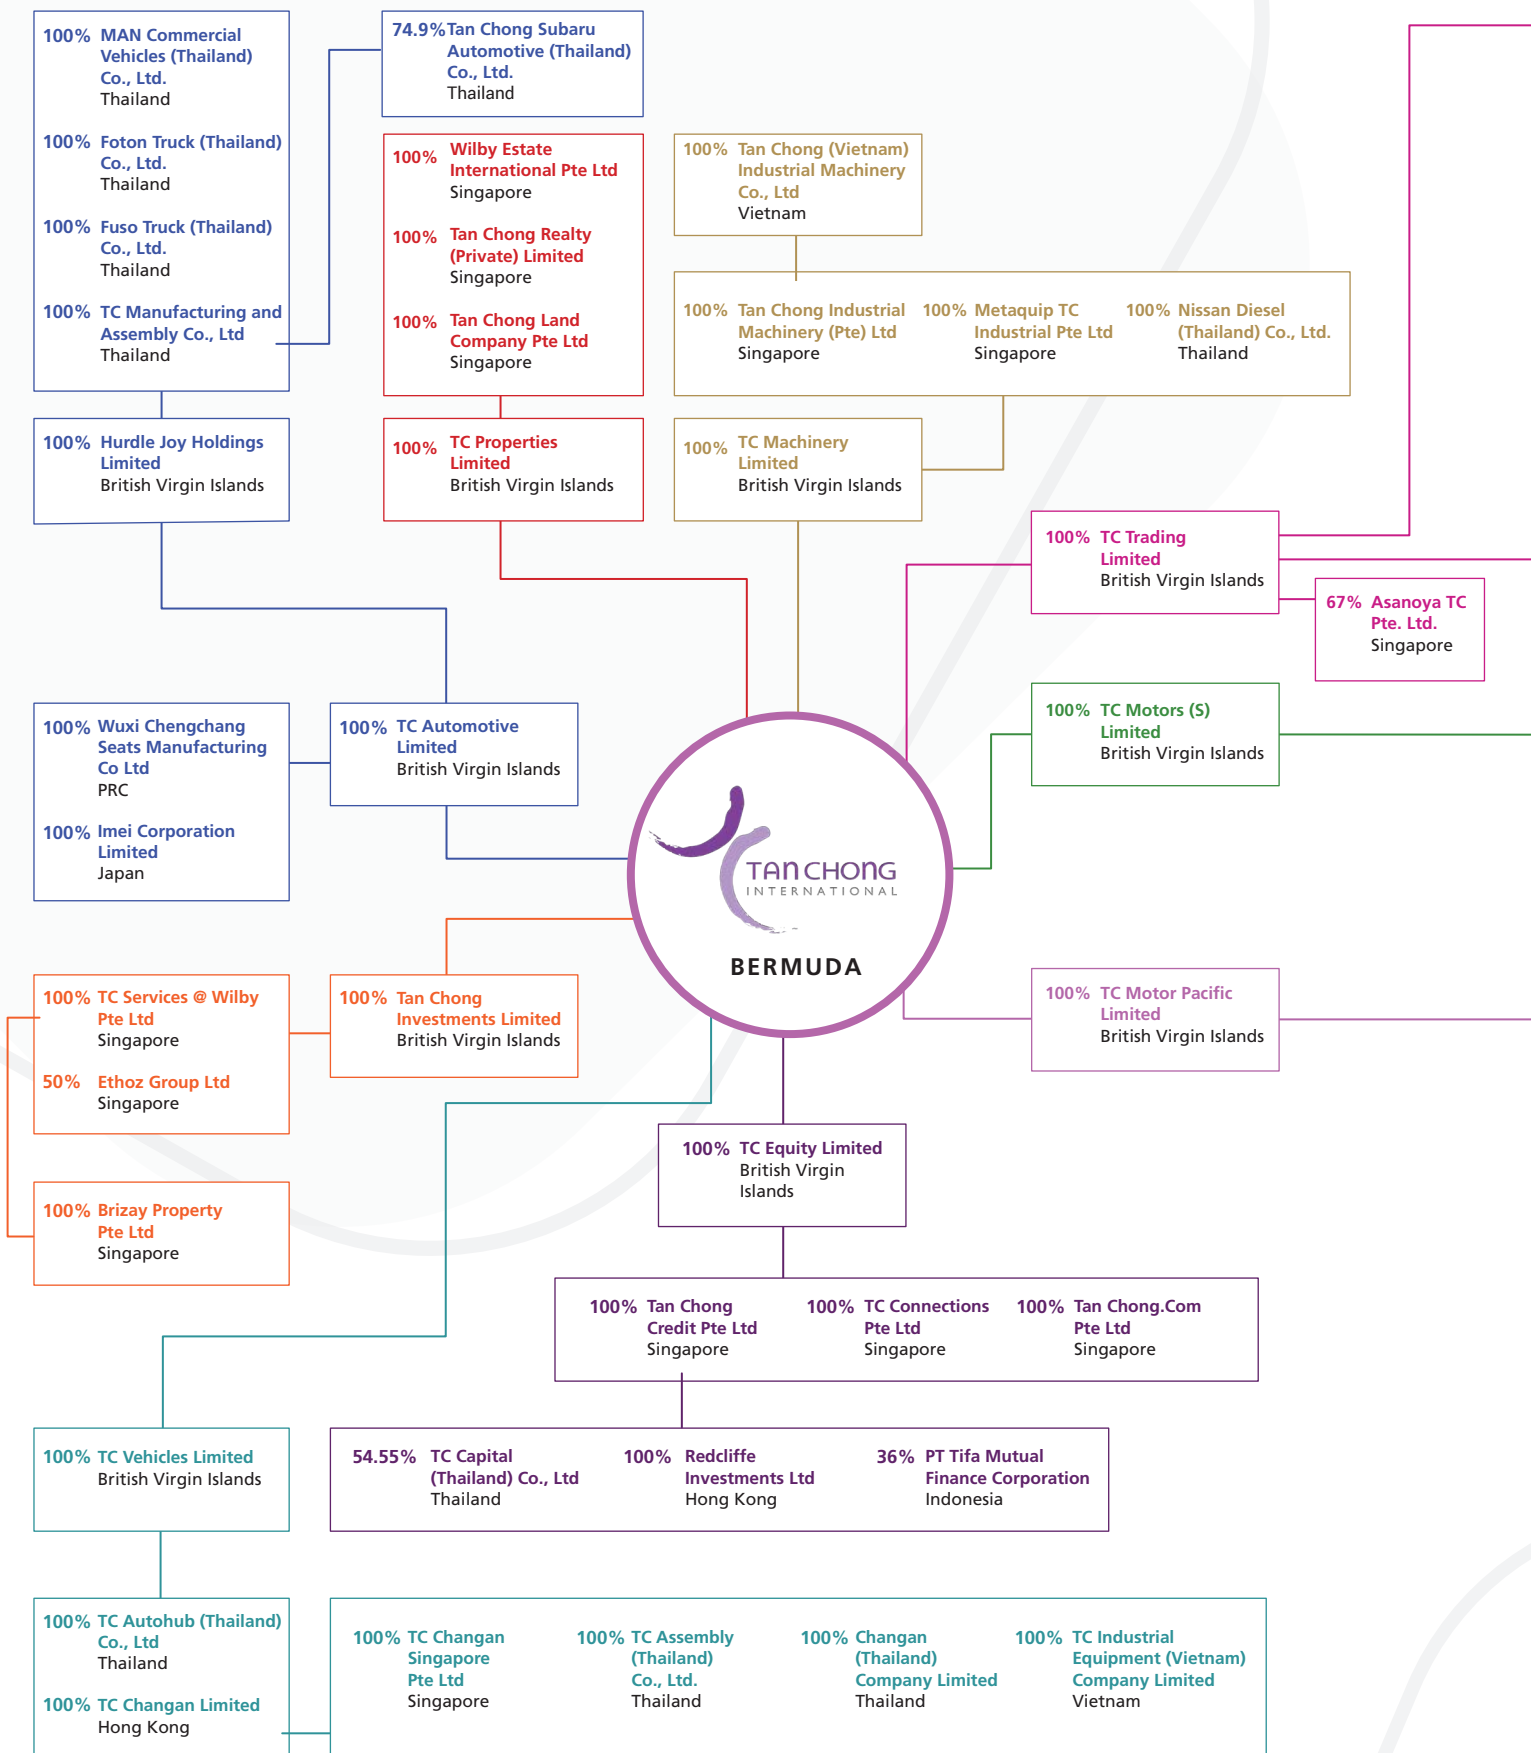 100% MAN Commercial
Vehicles (Thailand)
Co., Ltd.
Thailand
100% Foton Truck (Thailand)
Co., Ltd.
Thailand
100% Fuso Truck (Thailand)
Co., Ltd.
Thailand
100% TC Manufacturing and
Assembly Co., Ltd
Thailand
74.9% Tan Chong Subaru
Automotive (Thailand)
Co., Ltd.
Thailand
100% Wilby Estate
International Pte Ltd
Singapore
100% Tan Chong Realty
(Private) Limited
Singapore
100% Tan Chong Land
Company Pte Ltd
Singapore
100% Tan Chong (Vietnam)
Industrial Machinery
Co., Ltd
Vietnam
100% Tan Chong Industrial
Machinery (Pte) Ltd
Singapore
100% Metaquip TC
Industrial Pte Ltd
Singapore
100% Nissan Diesel
(Thailand) Co., Ltd.
Thailand
100% Hurdle Joy Holdings
Limited
British Virgin Islands
100% TC Properties
Limited
British Virgin Islands
100% TC Machinery
Limited
British Virgin Islands
100% TC Trading
Limited
British Virgin Islands
67% Asanoya TC
Pte. Ltd.
Singapore
100% Wuxi Chengchang
Seats Manufacturing
Co Ltd
PRC
100% Imei Corporation
Limited
Japan
100% TC Automotive
Limited
British Virgin Islands
100% TC Motors (S)
Limited
British Virgin Islands
TAN CHONG
INTERNATIONAL
BERMUDA
100% TC Services @ Wilby
Pte Ltd
Singapore
50% Ethoz Group Ltd
Singapore
100% Tan Chong
Investments Limited
British Virgin Islands
100% TC Motor Pacific
Limited
British Virgin Islands
100% Brizay Property
Pte Ltd
Singapore
100% TC Equity Limited
British Virgin
Islands
100% Tan Chong
Credit Pte Ltd
Singapore
100% TC Connections
Pte Ltd
Singapore
100% Tan Chong.Com
Pte Ltd
Singapore
100% TC Vehicles Limited
British Virgin Islands
54.55% TC Capital
(Thailand) Co., Ltd
Thailand
100% Redcliffe
Investments Ltd
Hong Kong
36% PT Tifa Mutual
Finance Corporation
Indonesia
100% TC Autohub (Thailand)
Co., Ltd
Thailand
100% TC Changan Limited
Hong Kong
100% TC Changan
Singapore
Pte Ltd
Singapore
100% TC Assembly
(Thailand)
Co., Ltd.
Thailand
100% Changan
(Thailand)
Company Limited
Thailand
100% TC Industrial
Equipment (Vietnam)
Company Limited
Vietnam